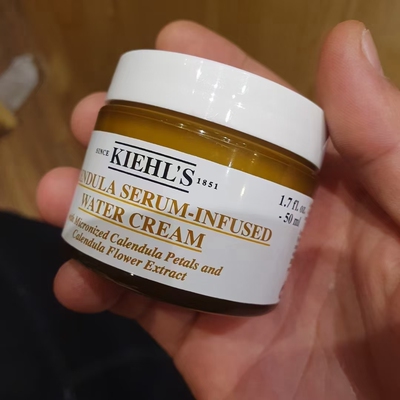 SINCE KIEHL'S 1851
NDULA SERUM-INFUSED
WATER CREAM
Micronized Calendula Petals and
Calendula Flower Extract
1.7 fl. oz
- 50 ml